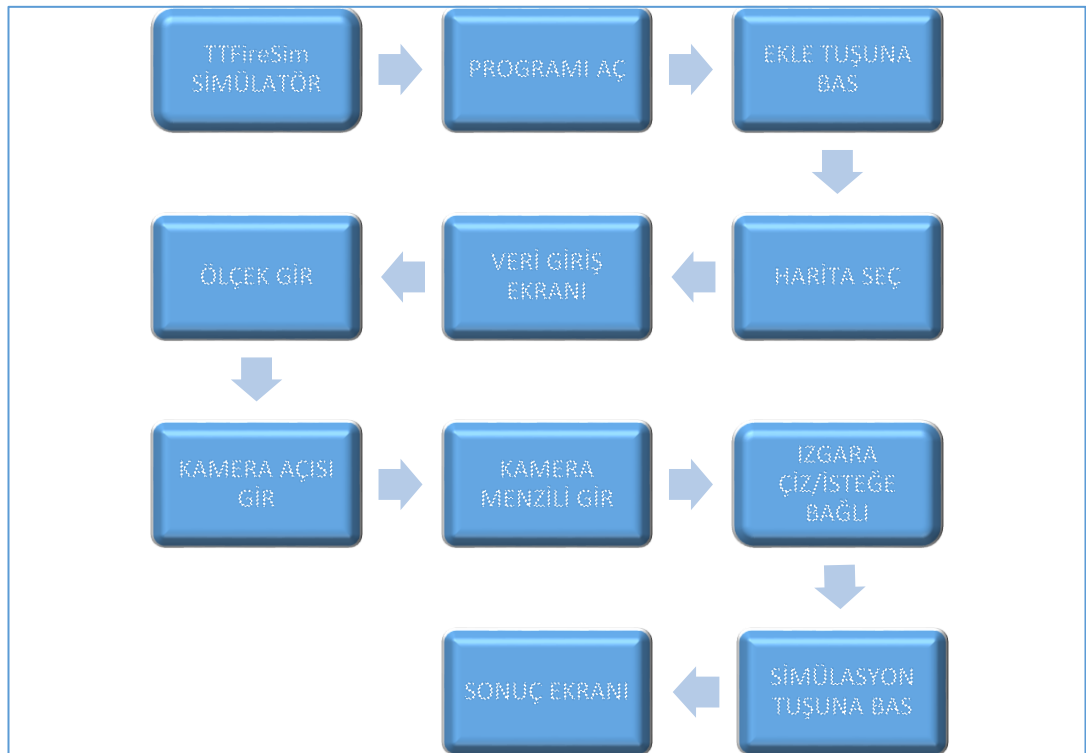 TTFireSim
SİMÜLATÖR
PROGRAMI AÇ
EKLE TUŞUNA
BAS
HARİTA SEÇ
VERİ GİRİŞ
EKRANI
ÖLÇEK GİR
KAMERA AÇISI
GİR
KAMERA
MENZİLİ GİR
IZGARA
ÇİZ/İSTEĞE
BAĞLI
SİMÜLASYON
TUŞUNA BAS
SONUÇ EKRANI